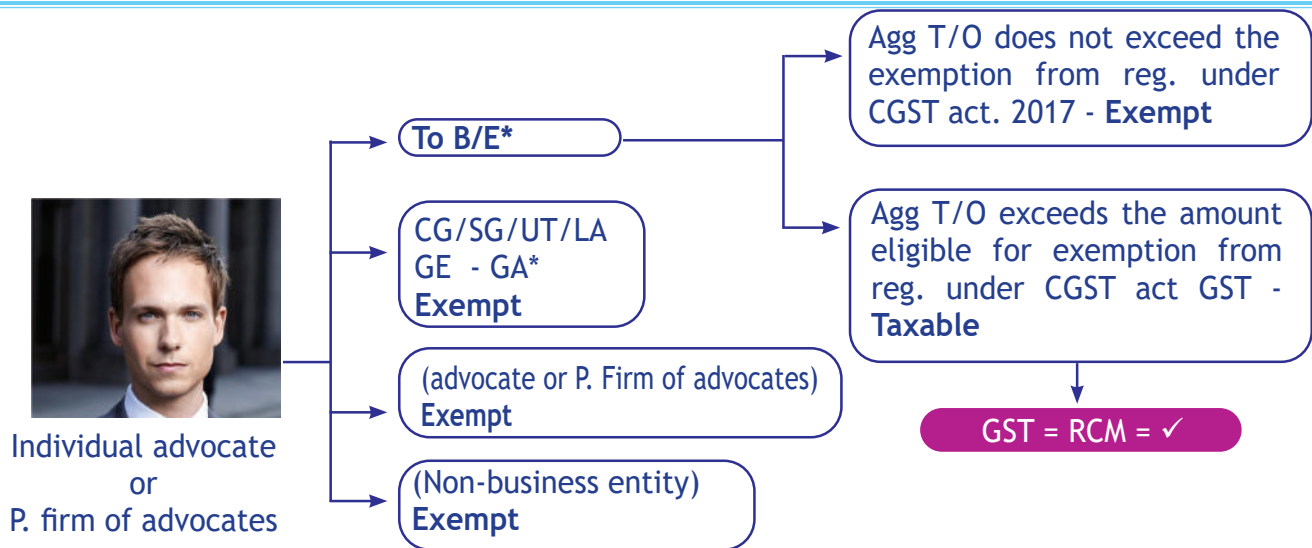 Individual advocate
or
P. firm of advocates
To B/E*
CG/SG/UT/LA
GE - GA*
Exempt
(advocate or P. Firm of advocates)
Exempt
(Non-business entity)
Exempt
Agg T/O does not exceed the
exemption from reg. under
CGST act. 2017 - Exempt
Agg T/O exceeds the amount
eligible for exemption from
reg. under CGST act GST -
Taxable
GST = RCM = ✓